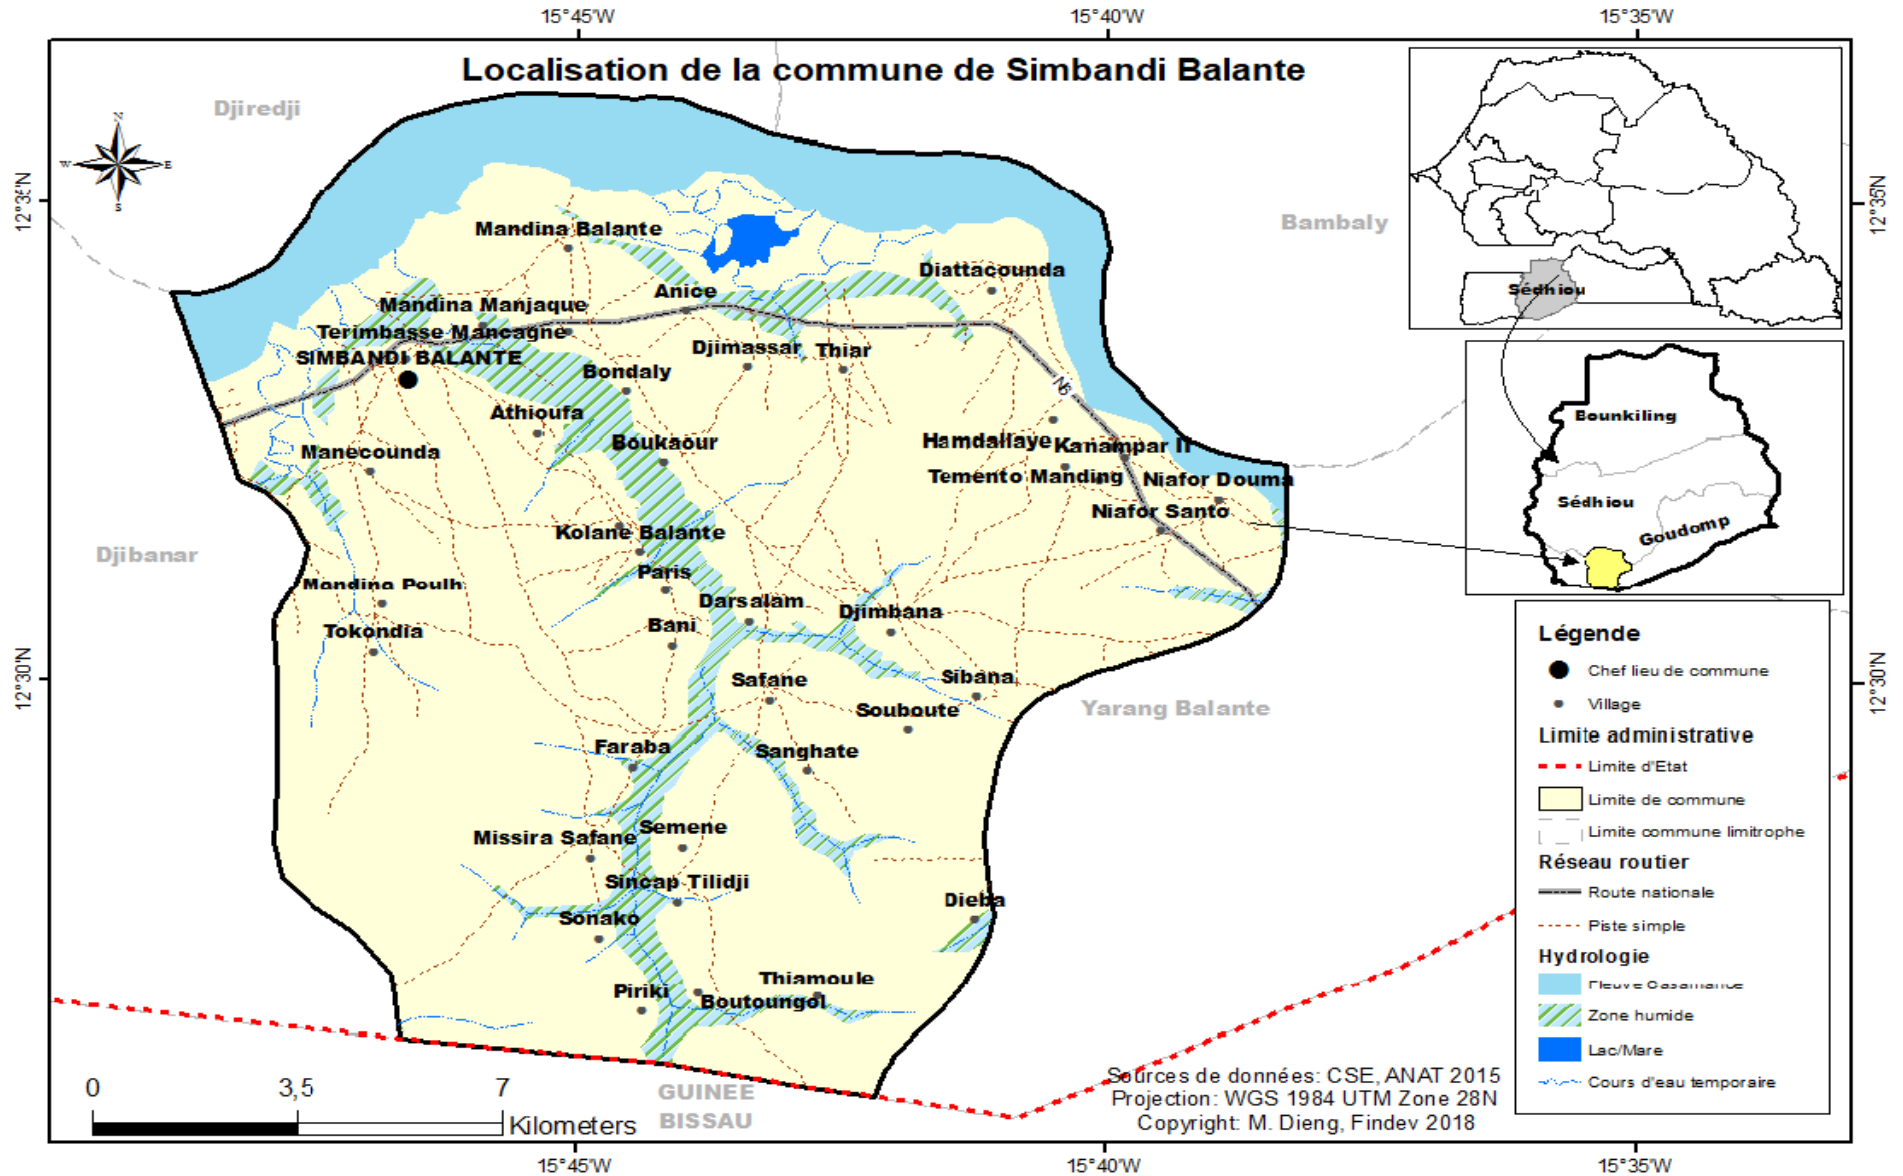 15°45'W
15°40'W
15°35'W
Localisation de la commune de Simbandi Balante
Djiredji
N
W
E
S
12°35'N
12°35'N
Bambaly
Mandina Balante
Diattacounda
Anice
Mandina Manjaque
Terimbasse Mancagne
SIMBANDI BALANTE
Djimassar
Thiar
Bondaly
N6
Athioufa
Boukaour
Hamdallaye
Kanampar II
Manecounda
Temento Manding
Niafor Douma
Niafor Santo
Kolane Balante
Djibanar
Paris
Mandina Poulh
Darsalam
Djimbana
Bani
Tokondia
12°30'N
12°30'N
Safane
Sibana
Souboute
Yarang Balante
Faraba
Sanghate
Semene
Missira Safane
Sincap Tilidji
Dieba
Sonako
Thiamoule
Piriki
Boutoungol
GUINEE
BISSAU
Sédhiou
Bounkiling
Sédhiou
Goudomp
Légende
Chef lieu de commune
Village
Limite administrative
Limite d'Etat
Limite de commune
Limite commune limitrophe
Réseau routier
Route nationale
Piste simple
Hydrologie
Fleuve Casamance
Zone humide
Lac/Mare
Cours d'eau temporaire
0
3,5
7
Kilometers
Sources de données: CSE, ANAT 2015
Projection: WGS 1984 UTM Zone 28N
Copyright: M. Dieng, Findev 2018
15°45'W
15°40'W
15°35'W